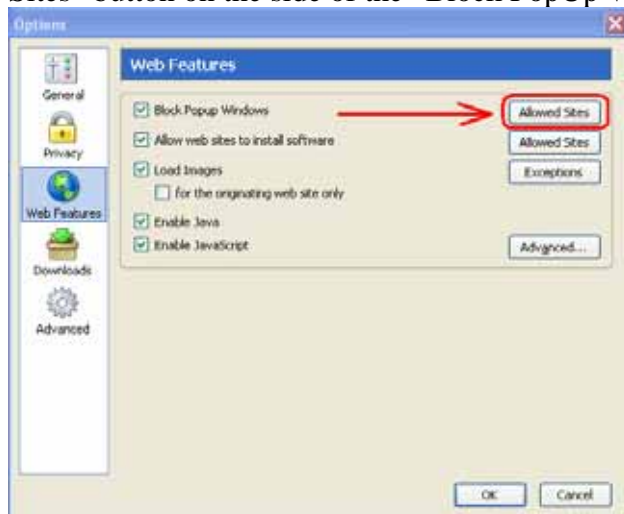 Sites" button on the side of the "Block PopUp
Options
General
Privacy
Web Features
Downloads
Advanced
Web Features
Block Popup Windows
Allowed Sites
Allow web sites to install software
Allowed Sites
Load Images
Exceptions
for the originating web site only
Enable Java
Enable JavaScript
Advanced...
OK
Cancel